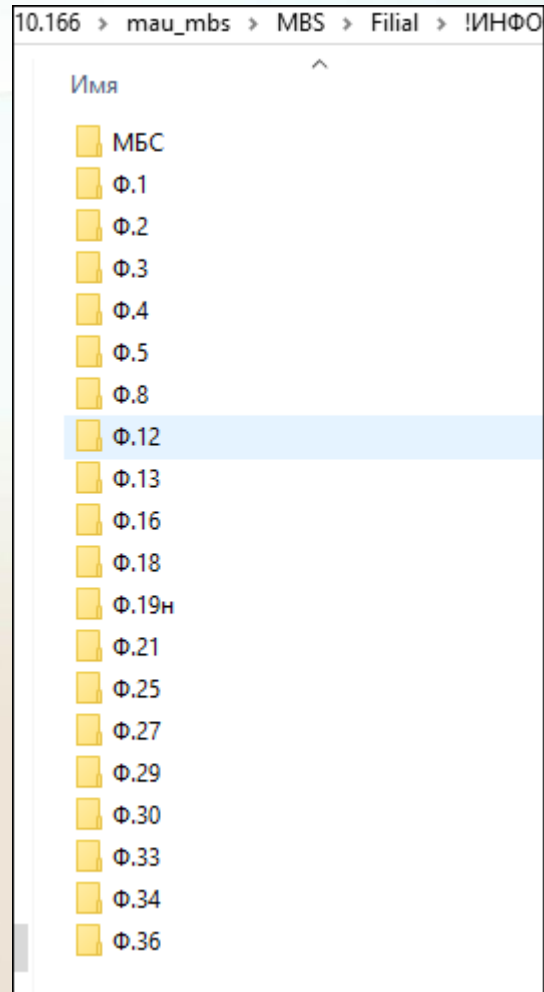 10.166 > mau_mbs > MBS > Filial > !ИНФО
Имя
МБС
Ф.1
Ф.2
Ф.3
Ф.4
Ф.5
Ф.8
Ф.12
Ф.13
Ф.16
Ф.18
Ф.19н
Ф.21
Ф.25
Ф.27
Ф.29
Ф.30
Ф.33
Ф.34
Ф.36